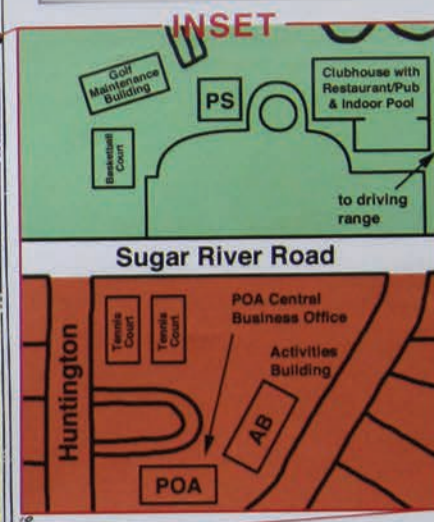 INSET
Golf
Maintenance
Building
PS
Clubhouse with
Restaurant/Pub
& Indoor Pool
Basketball
Court
to driving
range
Sugar River Road
Huntington
Tennis
Court
Tennis
Court
POA Central
Business Office
Activities
Building
AB
POA